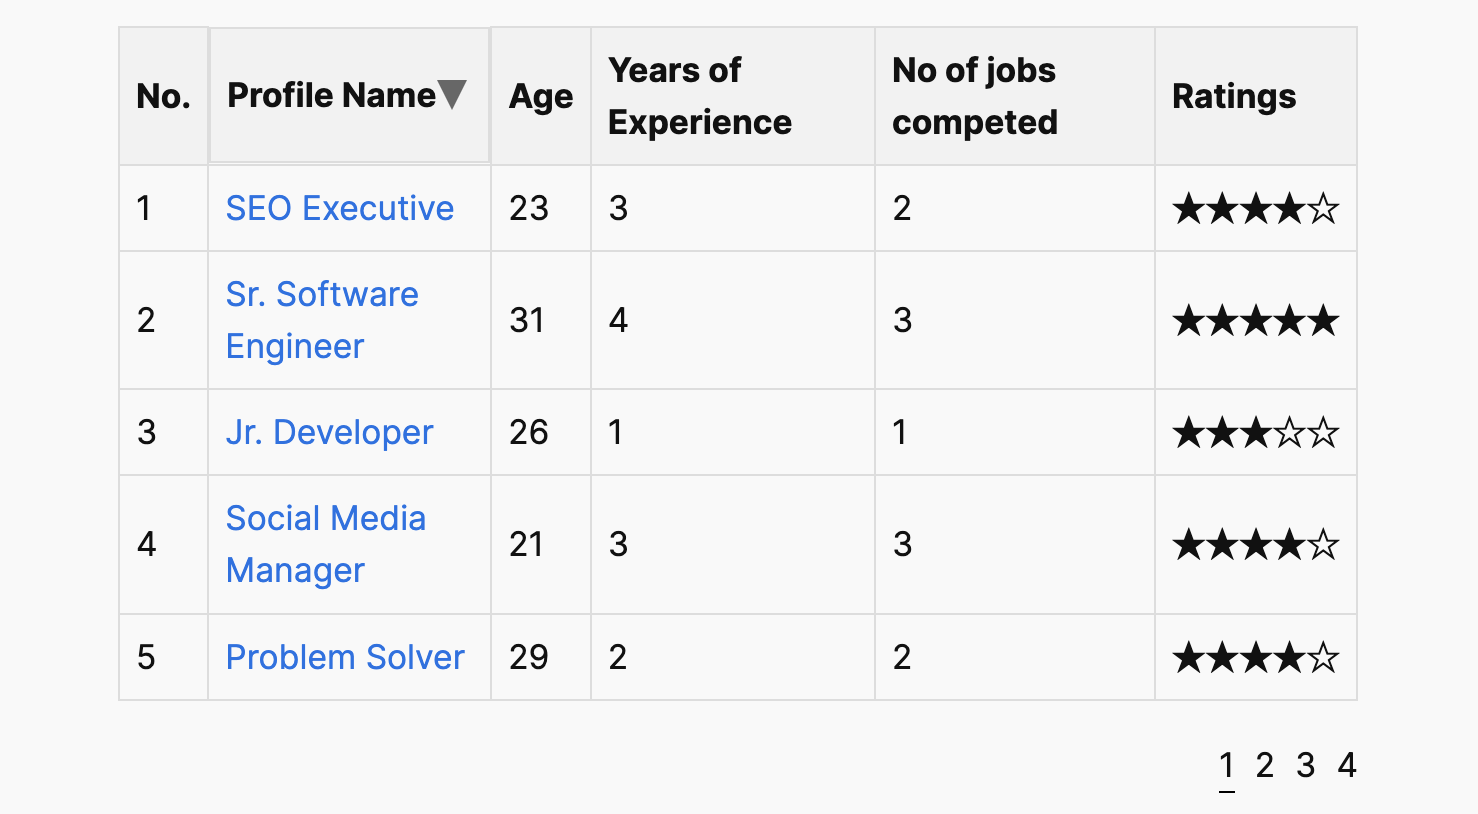 No. Profile Name▼ Age Years of Experience No of jobs competed Ratings
1 SEO Executive 23 3 2 ★★★★☆
2 Sr. Software Engineer 31 4 3 ★★★★★
3 Jr. Developer 26 1 1 ★★★☆☆
4 Social Media Manager 21 3 3 ★★★★☆
5 Problem Solver 29 2 2 ★★★★☆
1 2 3 4